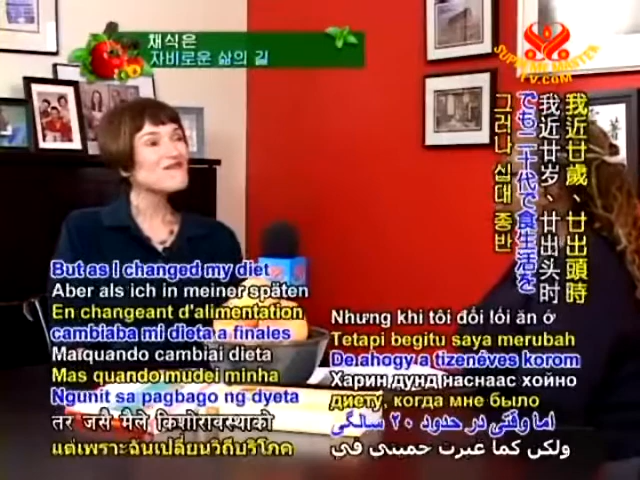 채식은
자비로운 삶의 길
SUPREME MASTER
TV.COM
我近廿歲、廿出頭時
我近廿岁、廿出头时
でも二十代で食生活を
그러나 십대 종반
But as I changed my diet
Aber als ich in meiner späten
En changeant d'alimentation
cambiaba mi dieta a finales
Ma quando cambiai dieta
Mas quando mudei minha
Ngunit sa pagbago ng dyeta
तर जसै मैले किशोरावस्थाको
แต่เพราะฉันเปลี่ยนวิถีบริโภค
Nhưng khi tôi đổi lối ăn ở
Tetapi begitu saya merubah
De ahogy a tizenéves korom
Харин дунд наснаас хойно
диету, когда мне было
اما وقتی در حدود ۲۰ سالگی
ولكن كما غيرت حميتي في